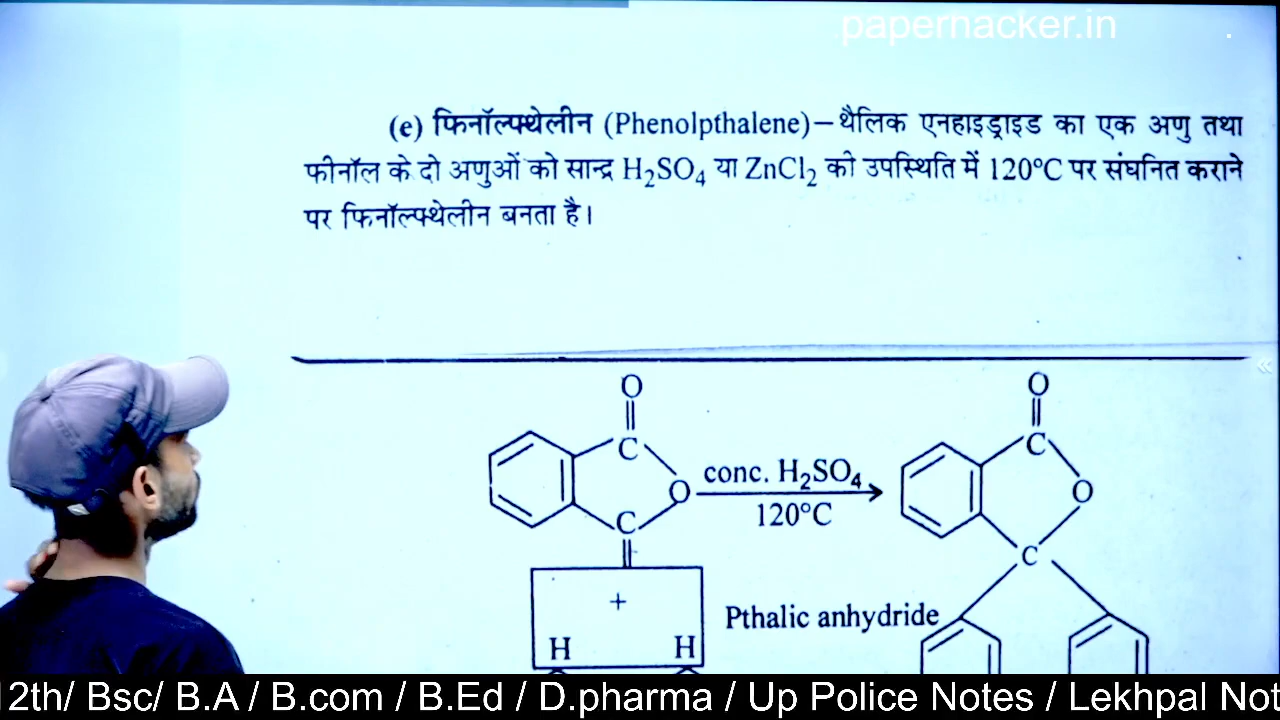 papernacker.in
(e) फिनॉल्फ्थेलीन (Phenolpthalene)—थैलिक एनहाइड्राइड का एक अणु तथा
फीनॉल के दो अणुओं को सान्द्र H₂SO₄ या ZnCl₂ को उपस्थिति में 120°C पर संघनित कराने
पर फिनॉल्फ्थेलीन बनता है।
O
O
C
C
conc. H₂SO₄
O
O
120°C
C
C
+
Pthalic anhydride
H H
2th/ Bsc/ B.A / B.com / B.Ed / D.pharma / Up Police Notes / Lekhpal Not